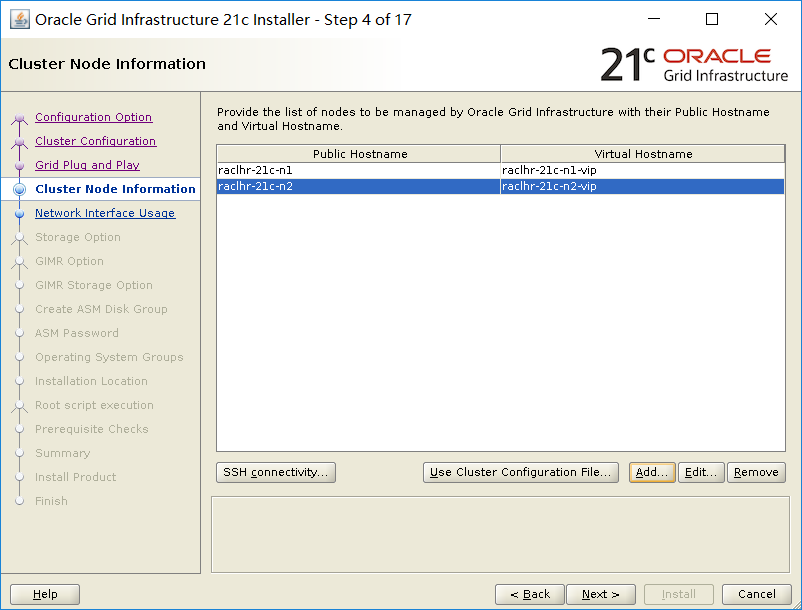 Oracle Grid Infrastructure 21c Installer - Step 4 of 17
Cluster Node Information
21c ORACLE
Grid Infrastructure
Configuration Option
Cluster Configuration
Grid Plug and Play
Cluster Node Information
Network Interface Usage
Storage Option
GIMR Option
GIMR Storage Option
Create ASM Disk Group
ASM Password
Operating System Groups
Installation Location
Root script execution
Prerequisite Checks
Summary
Install Product
Finish
Provide the list of nodes to be managed by Oracle Grid Infrastructure with their Public Hostname
and Virtual Hostname.
Public Hostname Virtual Hostname
raclhr-21c-n1 raclhr-21c-n1-vip
raclhr-21c-n2 raclhr-21c-n2-vip
SSH connectivity... Use Cluster Configuration File... Add... Edit... Remove
Help < Back Next > Install Cancel